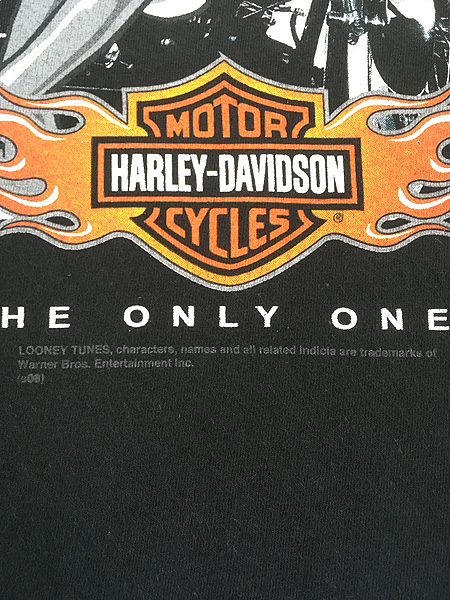 MOTOR
HARLEY-DAVIDSON
CYCLES
®
HE ONLY ONE
LOONEY TUNES, characters, names and all related indicia are trademarks of
Warner Bros. Entertainment Inc.
(s08)